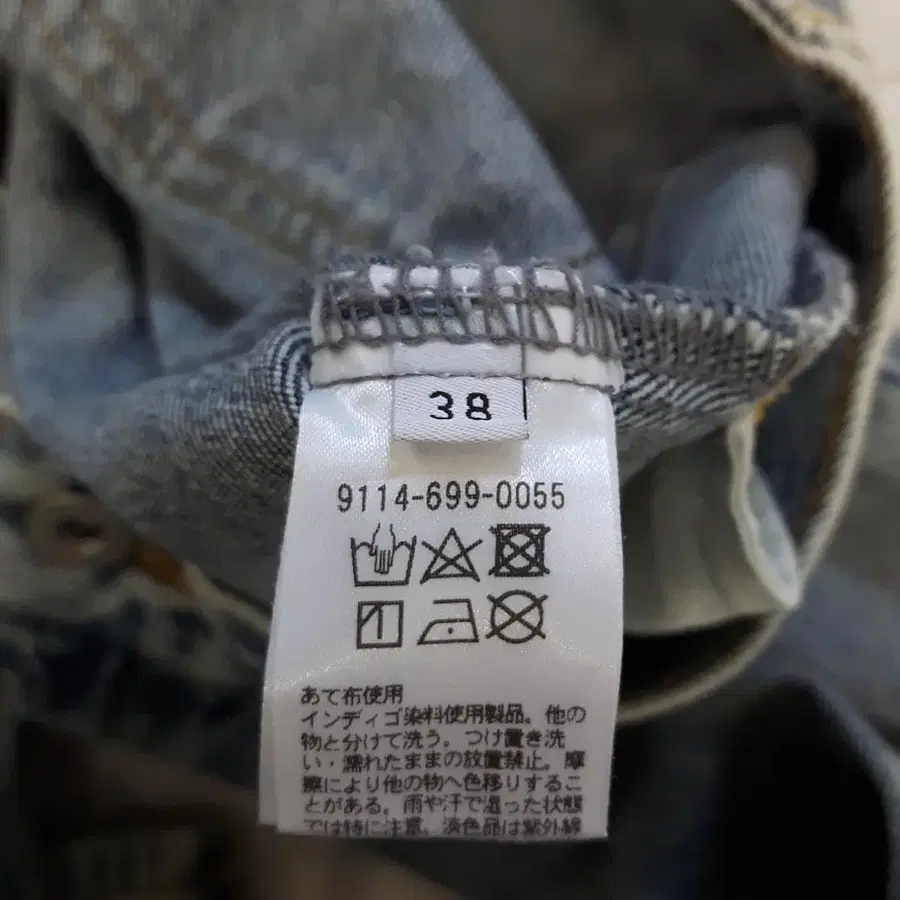 38
9114-699-0055
あて布使用
インディゴ染料使用製品。他の
物と分けて洗う。つけ置き洗
い・濡れたままの放置禁止。摩
擦により他の物へ色移りするこ
とがある。雨や汗で湿った状態
では特に注意。淡色品は紫外線